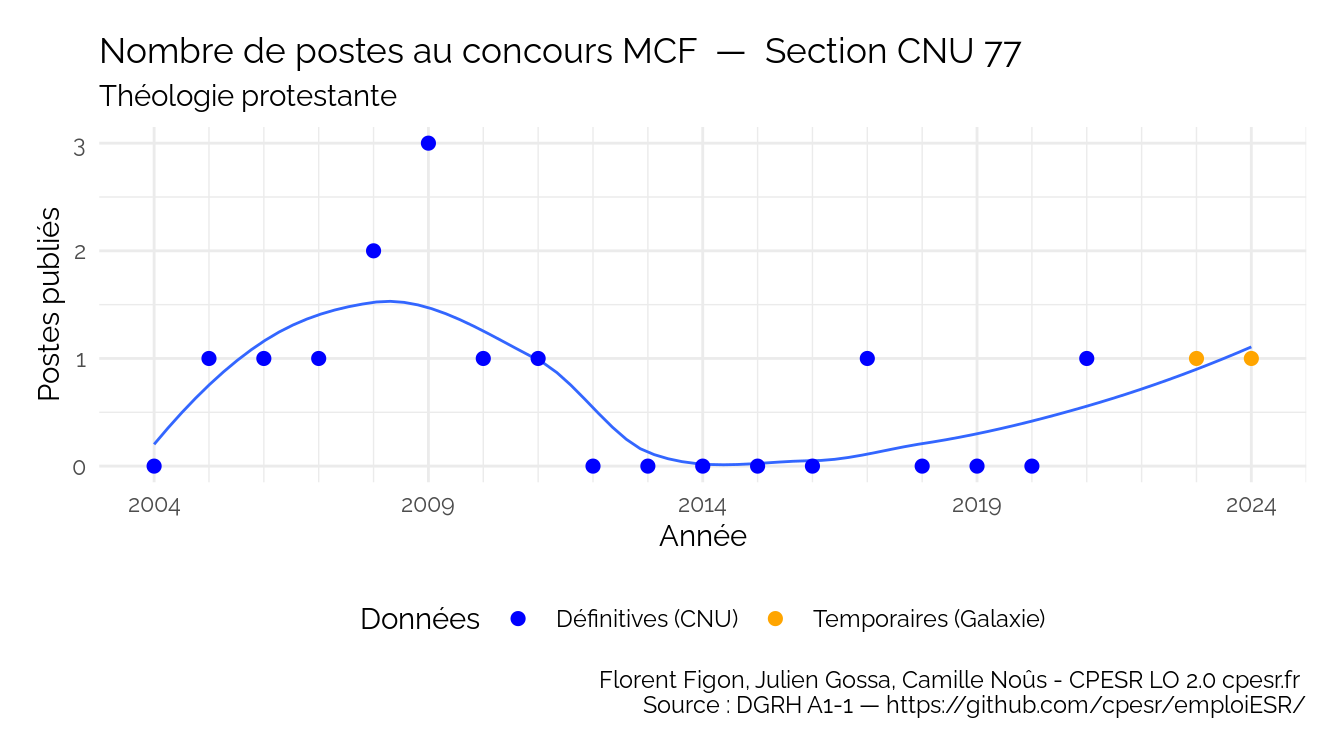 Nombre de postes au concours MCF — Section CNU 77
Théologie protestante
Postes publiés
3
2
1
0
2004 2009 2014 2019 2024
Année
Données Définitives (CNU) Temporaires (Galaxie)
Florent Figon, Julien Gossa, Camille Noûs - CPESR LO 2.0 cpesr.fr
Source : DGRH A1-1 — https://github.com/cpesr/emploiESR/